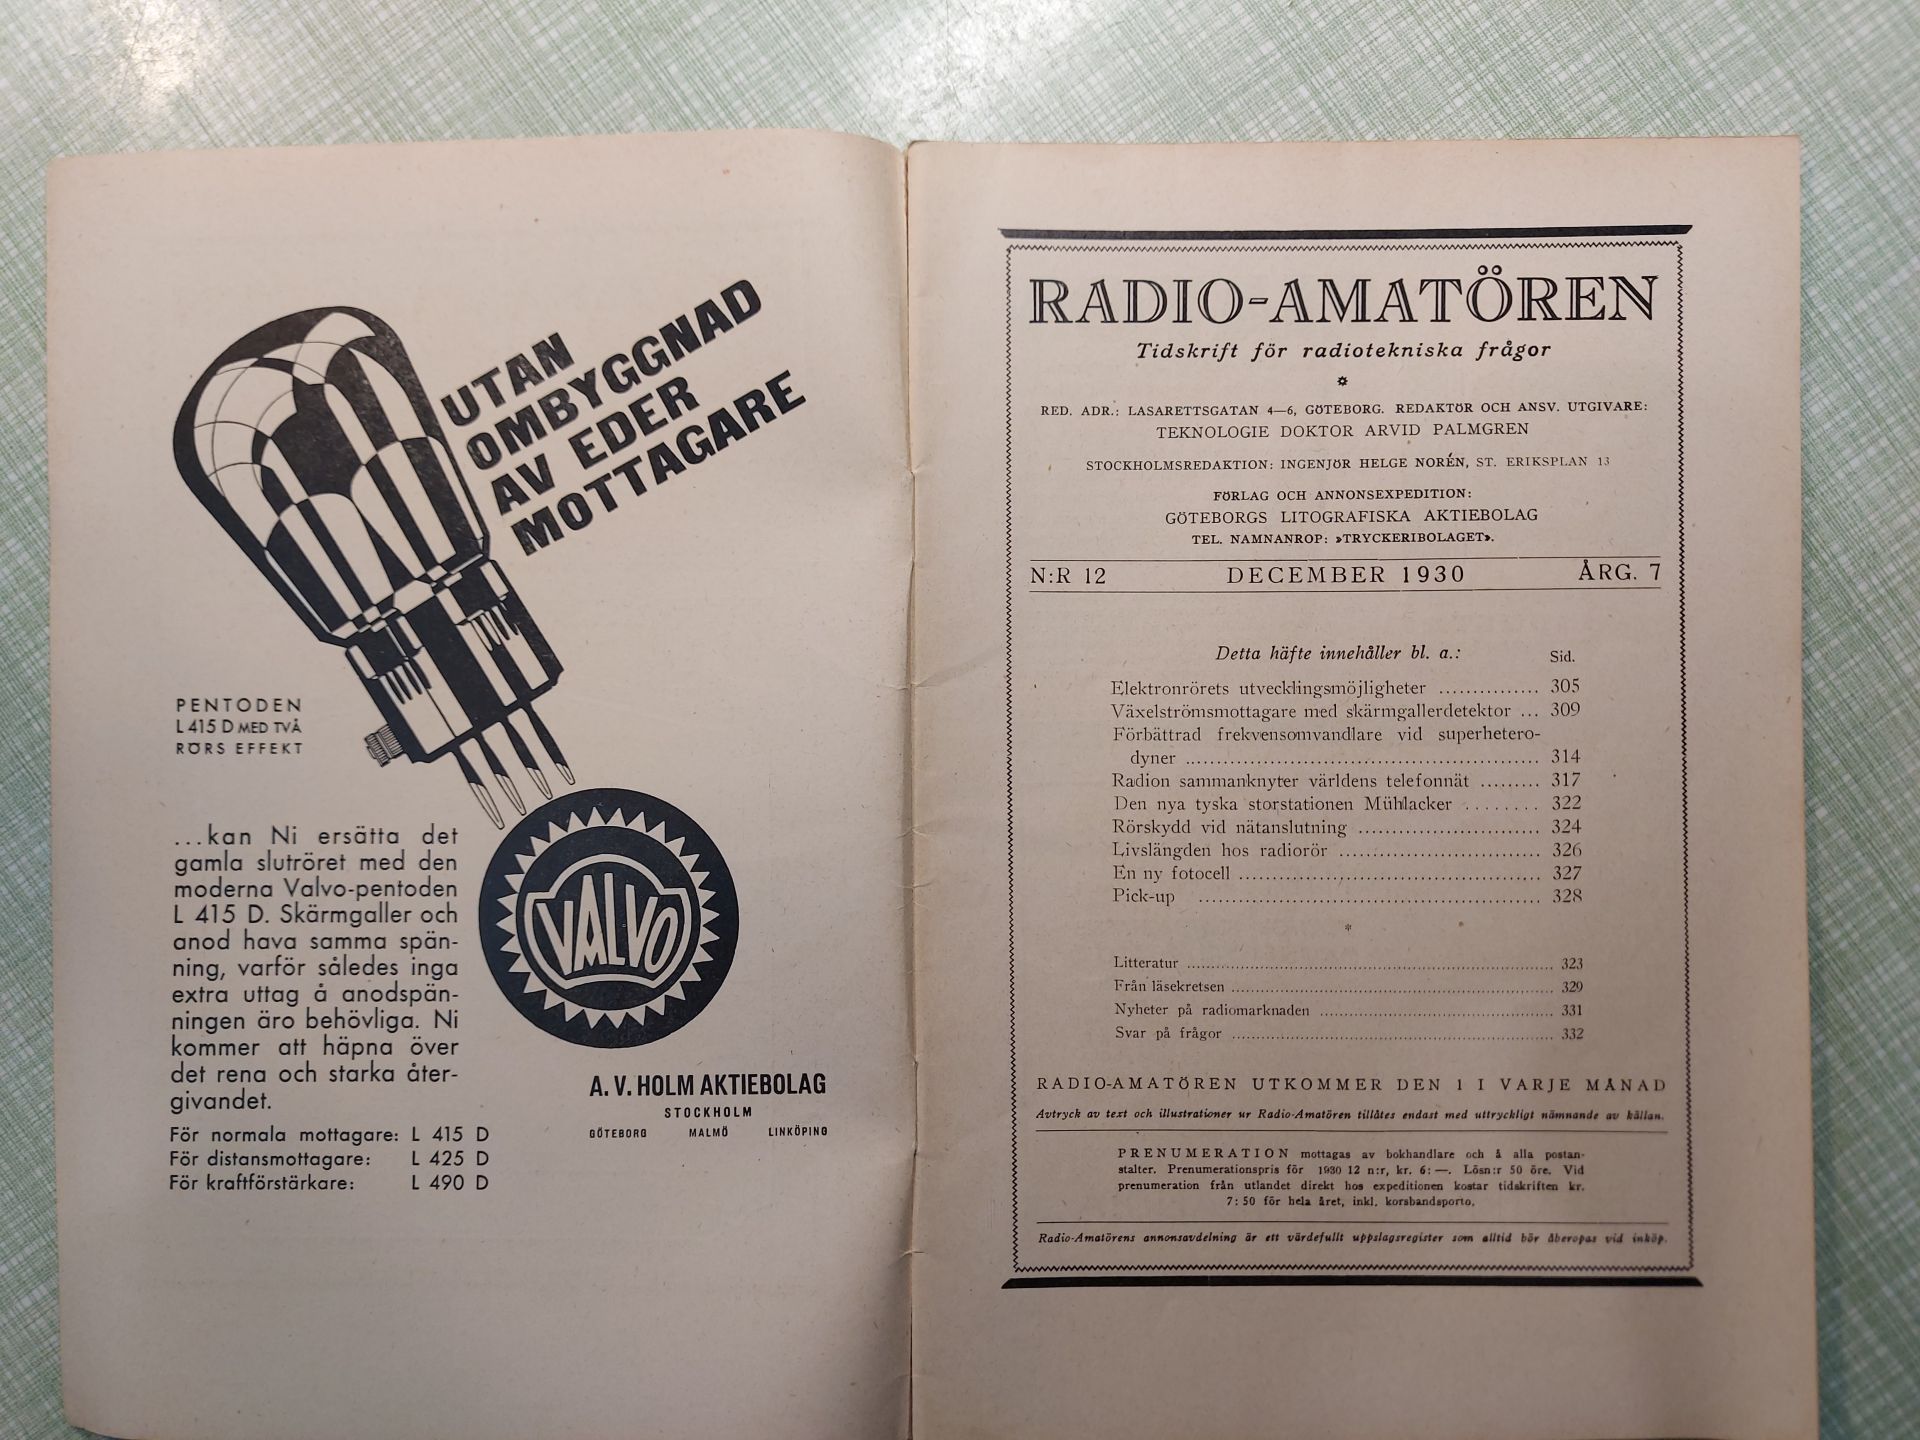 UTAN
OMBYGGNAD
AV EDER
MOTTAGARE
PENTODEN
L 415 D MED TVÅ
RÖRS EFFEKT
...kan Ni ersätta det
gamla slutröret med den
moderna Valvo-pentoden
L 415 D. Skärmgaller och
anod hava samma spän-
ning, varför således inga
extra uttag å anodspän-
ningen äro behövliga. Ni
kommer att häpna över
det rena och starka åter-
givandet.
För normala mottagare: L 415 D
För distansmottagare: L 425 D
För kraftförstärkare: L 490 D
VALVO
A. V. HOLM AKTIEBOLAG
STOCKHOLM
GÖTEBORG MALMÖ LINKÖPING
RADIO-AMATÖREN
Tidskrift för radiotekniska frågor
RED. ADR.: LASARETTSGATAN 4—6, GÖTEBORG. REDAKTÖR OCH ANSV. UTGIVARE:
TEKNOLOGIE DOKTOR ARVID PALMGREN
STOCKHOLMSREDAKTION: INGENJÖR HELGE NORÉN, ST. ERIKSPLAN 13
FÖRLAG OCH ANNONSEXPEDITION:
GÖTEBORGS LITOGRAFISKA AKTIEBOLAG
TEL. NAMNANROP: »TRYCKERIBOLAGET».
N:R 12 DECEMBER 1930 ÅRG. 7
Detta häfte innehåller bl. a.: Sid.
Elektronrörets utvecklingsmöjligheter ............... 305
Växelströmsmottagare med skärmgallerdetektor ... 309
Förbättrad frekvensomvandlare vid superhetero-
dyner .................................................. 314
Radion sammanknyter världens telefonnät ......... 317
Den nya tyska storstationen Mühlacker ........ 322
Rörskydd vid nätanslutning .......................... 324
Livslängden hos radiorör ............................. 326
En ny fotocell ........................................... 327
Pick-up ................................................ 328
*
Litteratur ............................................................ 323
Från läsekretsen .................................................... 329
Nyheter på radiomarknaden ...................................... 331
Svar på frågor ..................................................... 332
RADIO-AMATÖREN UTKOMMER DEN 1 I VARJE MÅNAD
Avtryck av text och illustrationer ur Radio-Amatören tillåtes endast med uttryckligt nämnande av källan.
PRENUMERATION mottagas av bokhandlare och å alla postan-
stalter. Prenumerationspris för 1930 12 n:r, kr. 6: —. Lösn:r 50 öre. Vid
prenumeration från utlandet direkt hos expeditionen kostar tidskriften kr.
7: 50 för hela året, inkl. korsbandsporto.
Radio-Amatörens annonsavdelning är ett värdefullt uppslagsregister som alltid bör åberopas vid inköp.